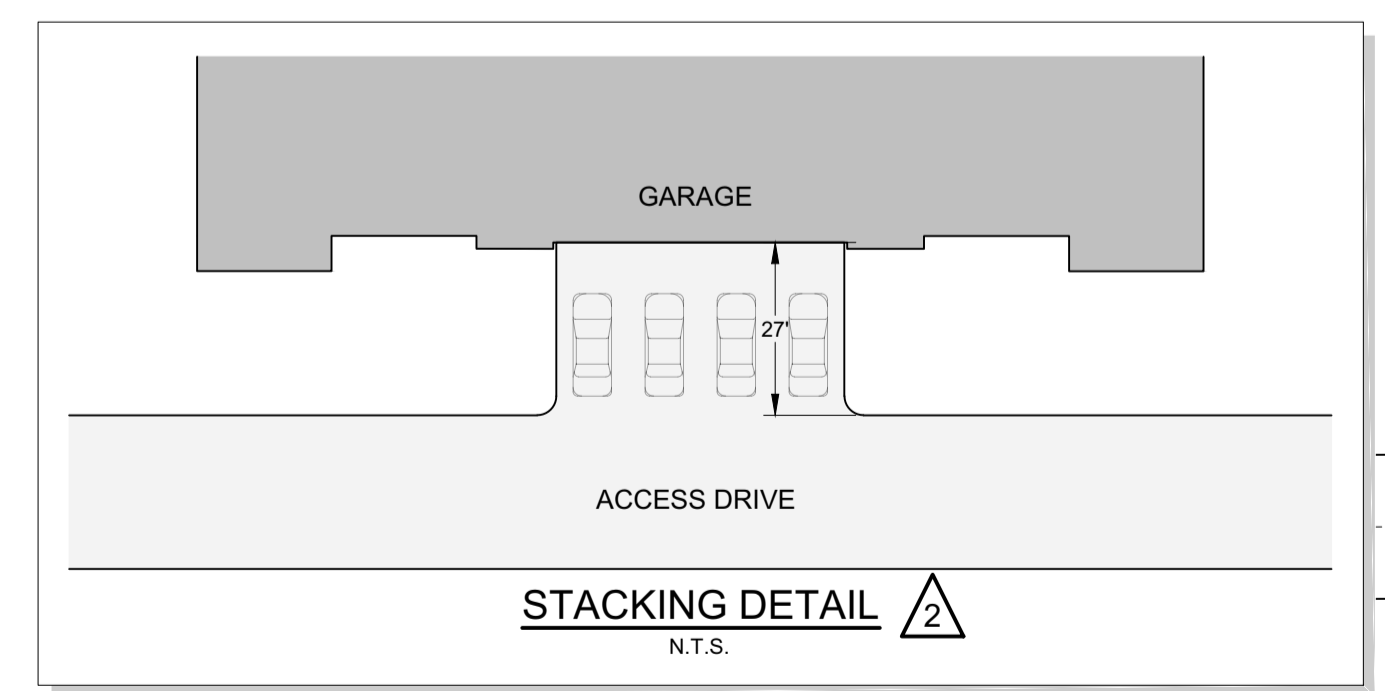 GARAGE
27'
ACCESS DRIVE
STACKING DETAIL 2
N.T.S.